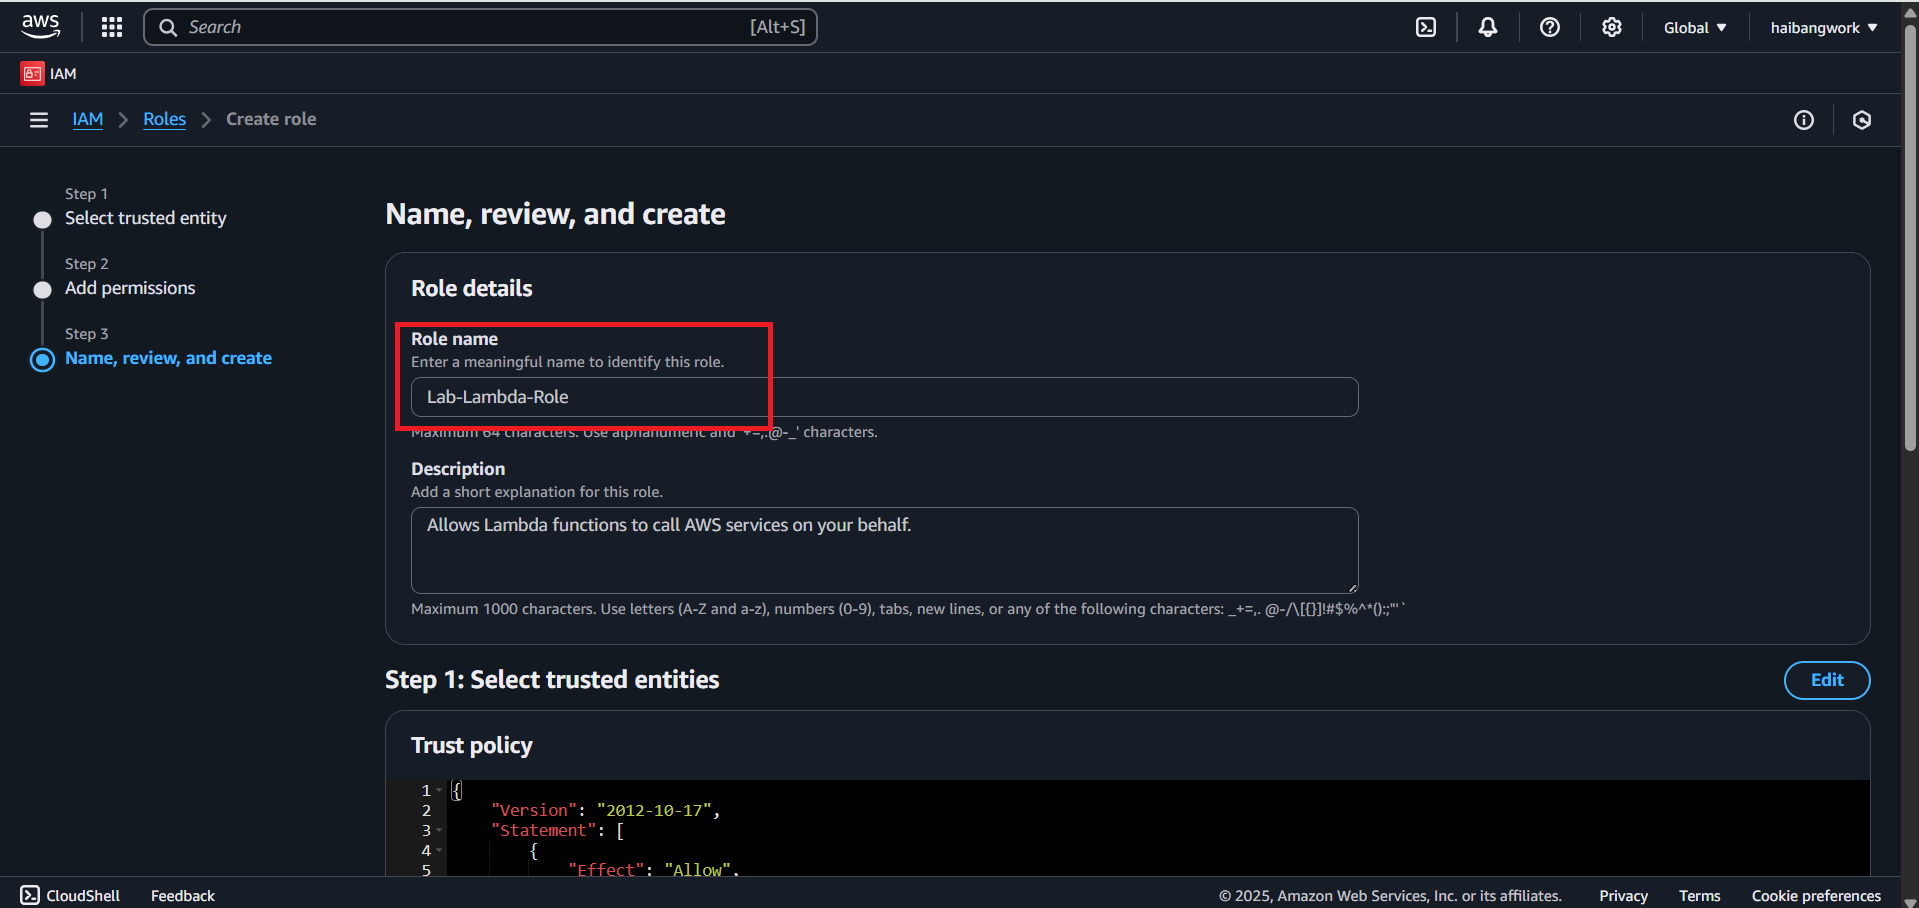 aws
Search [Alt+S]
Global ▼
haibangwork ▼
IAM
IAM > Roles > Create role
Step 1
Select trusted entity
Step 2
Add permissions
Step 3
Name, review, and create
Name, review, and create
Role details
Role name
Enter a meaningful name to identify this role.
Lab-Lambda-Role
Maximum 64 characters. Use alphanumeric and '+=,.@-_' characters.
Description
Add a short explanation for this role.
Allows Lambda functions to call AWS services on your behalf.
Maximum 1000 characters. Use letters (A-Z and a-z), numbers (0-9), tabs, new lines, or any of the following characters: _+=,. @-/\[{}]!#$%^*();:"'`
Step 1: Select trusted entities
Edit
Trust policy
1 {
2 "Version": "2012-10-17",
3 "Statement": [
4 {
5 "Effect": "Allow",
CloudShell
Feedback
© 2025, Amazon Web Services, Inc. or its affiliates.
Privacy
Terms
Cookie preferences